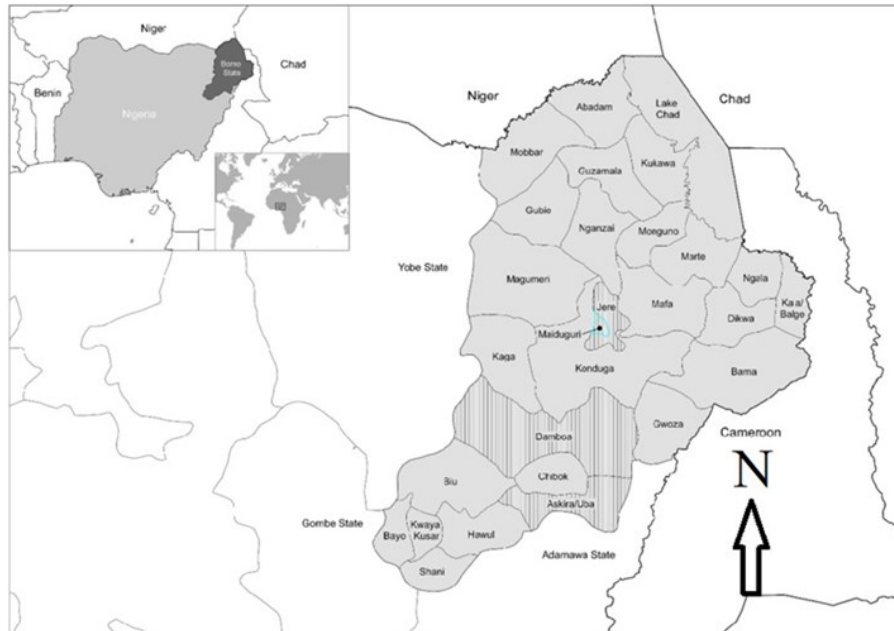 Niger
Borno
State
Chad
Benin
Nigeria
Niger
Abadam
Lake
Chad
Chad
Mobbar
Kukawa
Guzamala
Gubie
Nganzai
Monguno
Marte
Yobe State
Magumeri
Ngala
Jere
Mafa
Kala/
Balge
Dikwa
Maiduguri
Kaga
Konduga
Bama
Gwoza
Damboa
Cameroon
Chibok
Biu
N
Askira/Uba
Gombe State
Kwaya
Kusar
Bayo
Hawul
Adamawa State
Shani